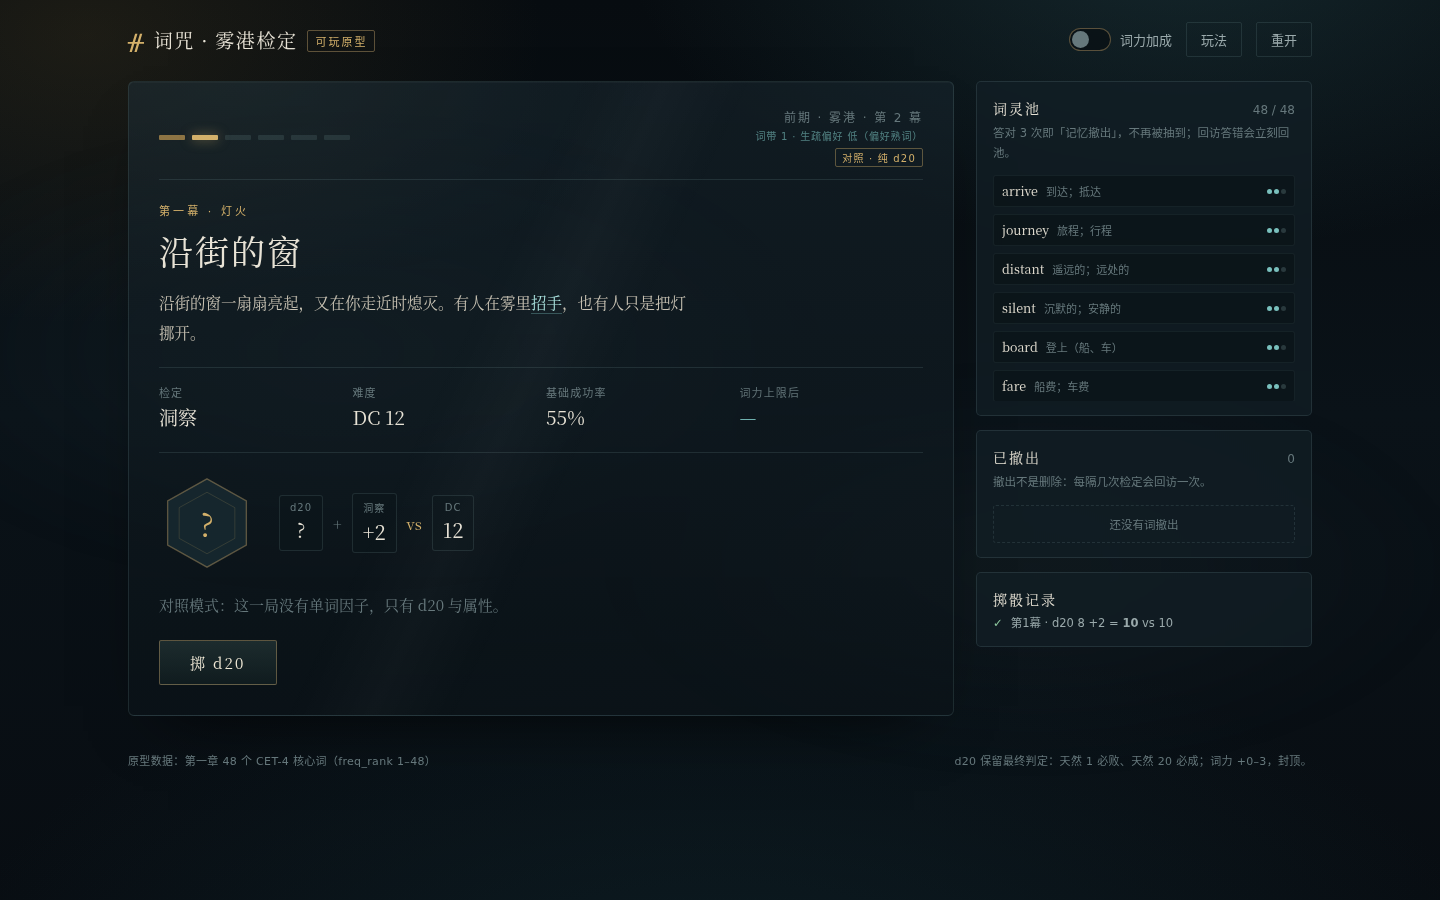 # 词咒 · 雾港检定 可玩原型
词力加成 玩法 重开
前期 · 雾港 · 第 2 幕
词带 1 · 生疏偏好 低（偏好熟词）
对照 · 纯 d20
第一幕 · 灯火
沿街的窗
沿街的窗一扇扇亮起，又在你走近时熄灭。有人在雾里招手，也有人只是把灯
挪开。
检定 难度 基础成功率 词力上限后
洞察 DC 12 55% —
?
d20 洞察 DC
? + +2 vs 12
对照模式：这一局没有单词因子，只有 d20 与属性。
掷 d20
词灵池 48 / 48
答对 3 次即「记忆撤出」，不再被抽到；回访答错会立刻回
池。
arrive 到达；抵达
journey 旅程；行程
distant 遥远的；远处的
silent 沉默的；安静的
board 登上（船、车）
fare 船费；车费
已撤出 0
撤出不是删除：每隔几次检定会回访一次。
还没有词撤出
掷骰记录
✓ 第1幕 · d20 8 +2 = 10 vs 10
原型数据：第一章 48 个 CET-4 核心词（freq_rank 1–48）
d20 保留最终判定：天然 1 必败、天然 20 必成；词力 +0–3，封顶。